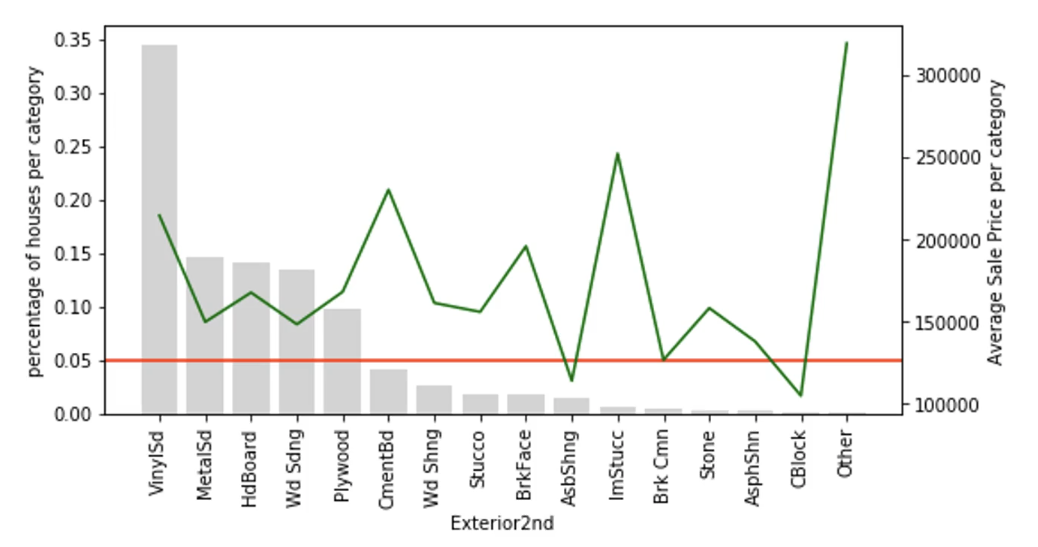 percentage of houses per category
0.35
0.30
0.25
0.20
0.15
0.10
0.05
0.00
300000
250000
200000
150000
100000
Average Sale Price per category
VinylSd
MetalSd
HdBoard
Wd Sdng
Plywood
CmentBd
Wd Shng
Stucco
BrkFace
AsbShng
ImStucc
Brk Cmn
Stone
AsphShn
CBlock
Other
Exterior2nd